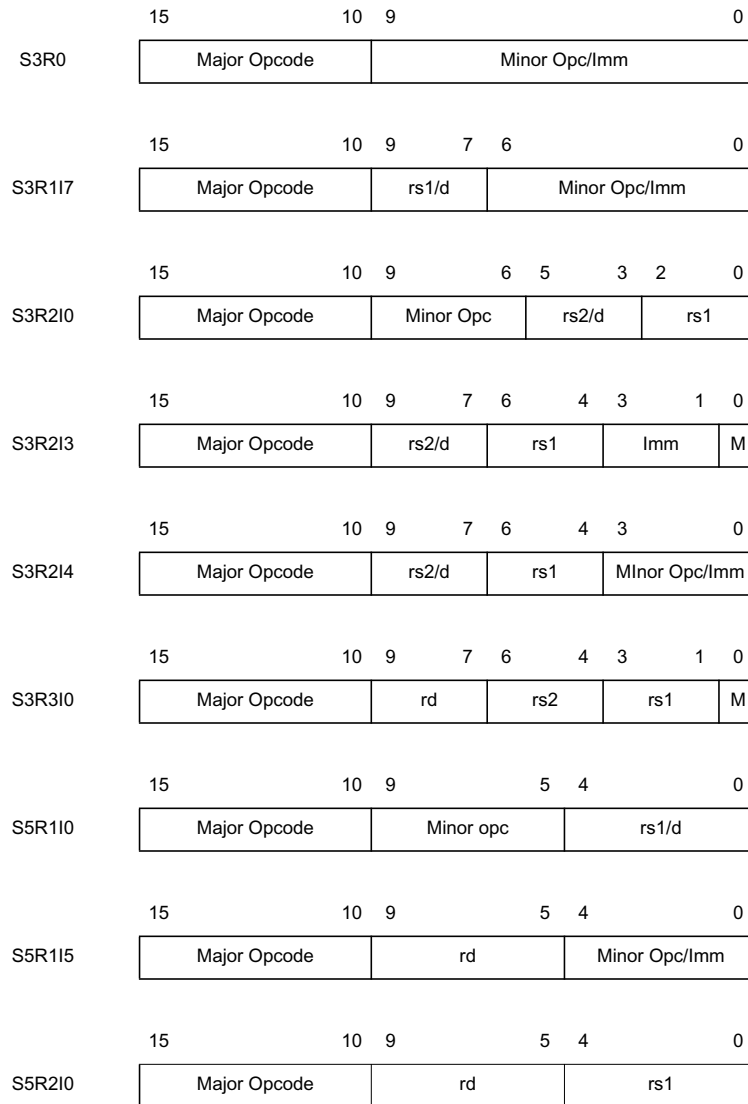 15 10 9 0
S3R0 Major Opcode Minor Opc/Imm
15 10 9 7 6 0
S3R1I7 Major Opcode rs1/d Minor Opc/Imm
15 10 9 6 5 3 2 0
S3R2I0 Major Opcode Minor Opc rs2/d rs1
15 10 9 7 6 4 3 1 0
S3R2I3 Major Opcode rs2/d rs1 Imm M
15 10 9 7 6 4 3 0
S3R2I4 Major Opcode rs2/d rs1 MInor Opc/Imm
15 10 9 7 6 4 3 1 0
S3R3I0 Major Opcode rd rs2 rs1 M
15 10 9 5 4 0
S5R1I0 Major Opcode Minor opc rs1/d
15 10 9 5 4 0
S5R1I5 Major Opcode rd Minor Opc/Imm
15 10 9 5 4 0
S5R2I0 Major Opcode rd rs1